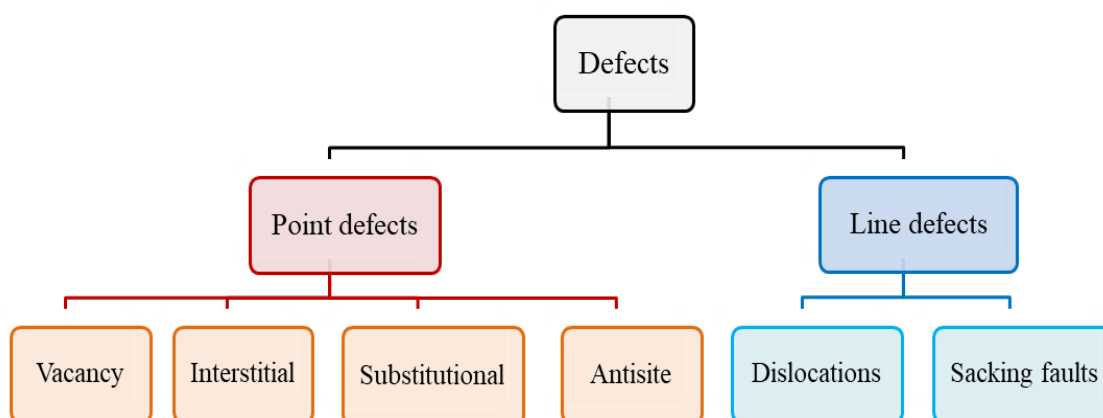 Defects
Point defects
Line defects
Vacancy
Interstitial
Substitutional
Antisite
Dislocations
Sacking faults